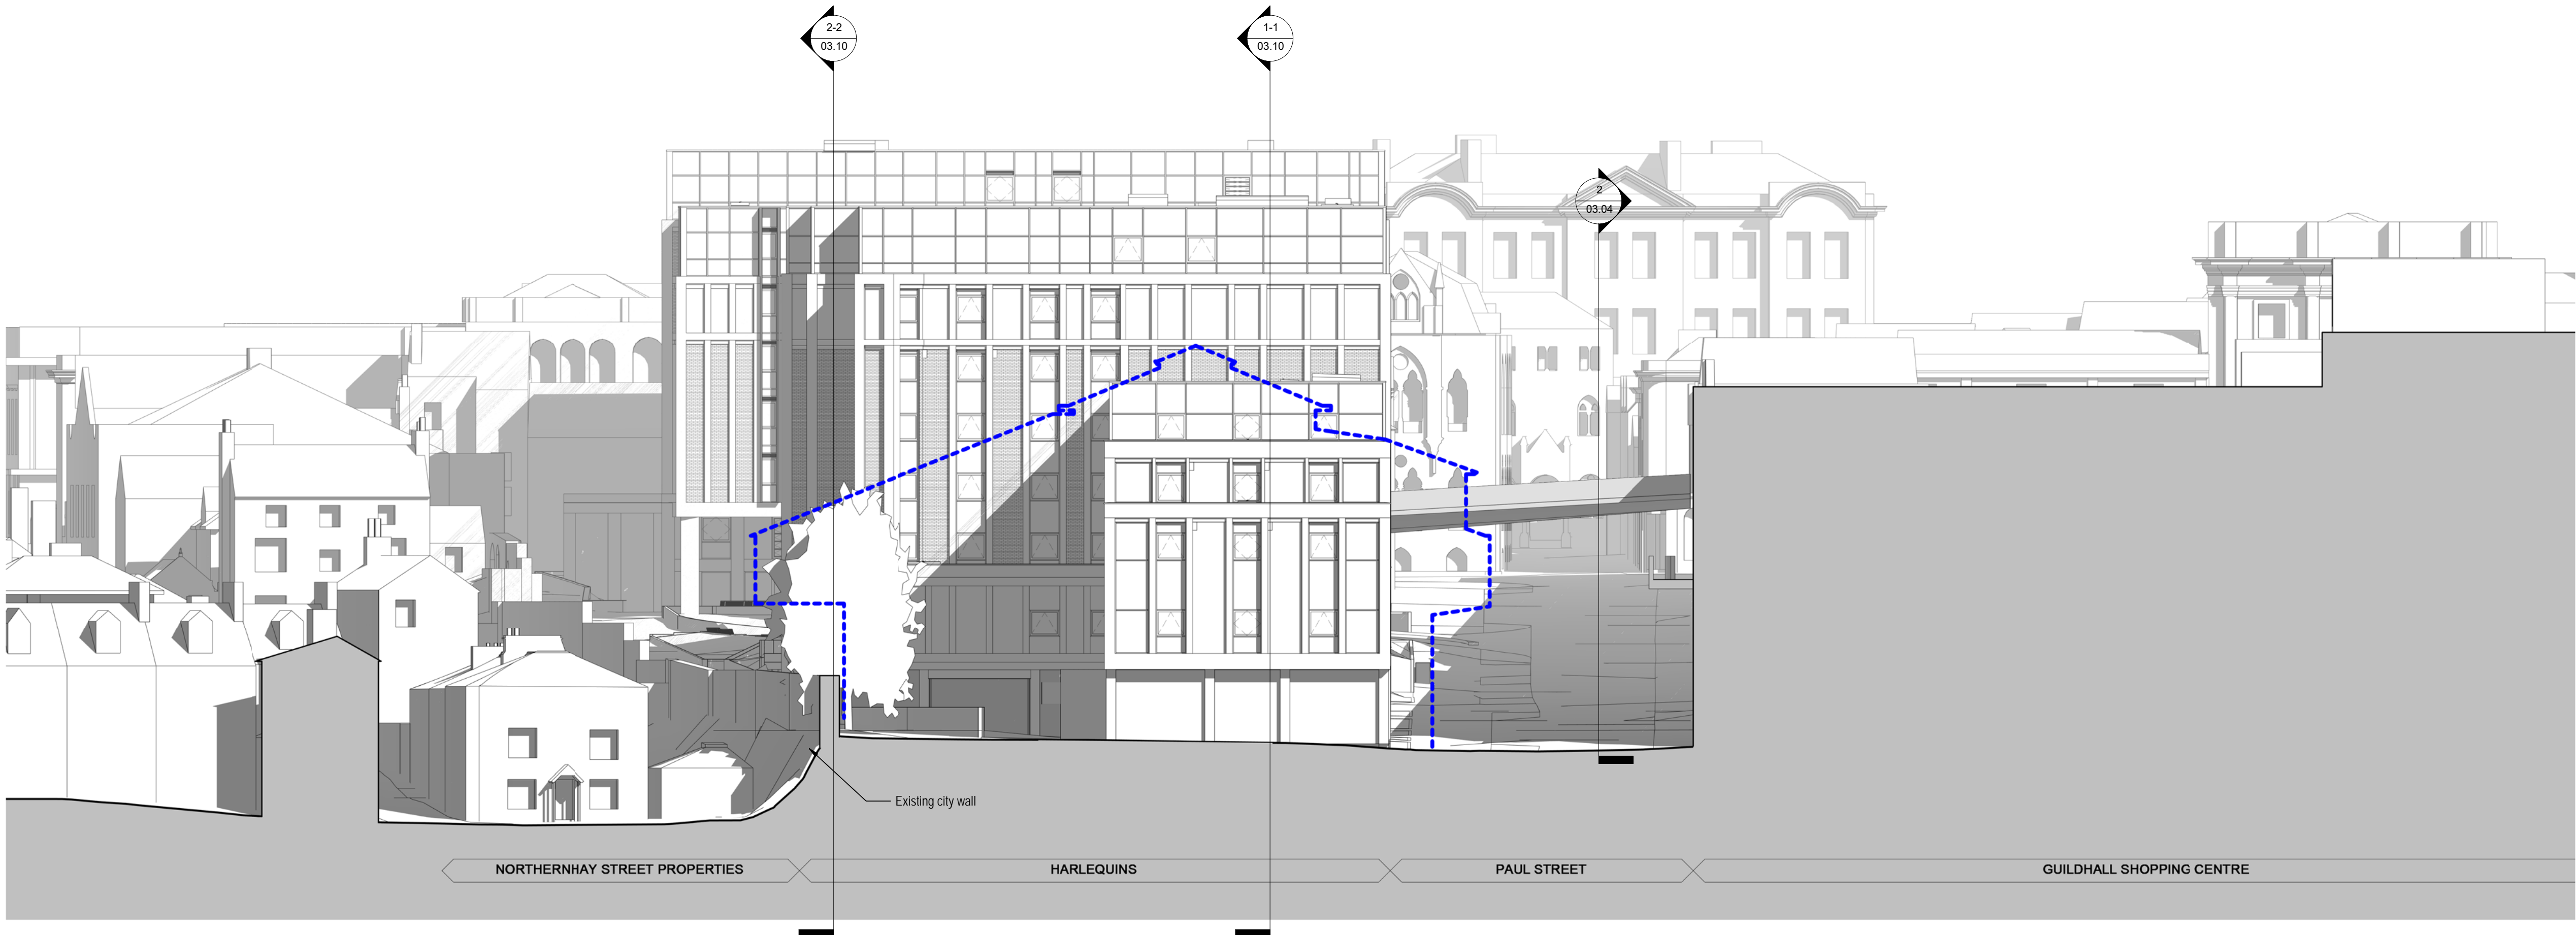 2-2
03.10
1-1
03.10
2
03.04
Existing city wall
NORTHERNHAY STREET PROPERTIES
HARLEQUINS
PAUL STREET
GUILDHALL SHOPPING CENTRE